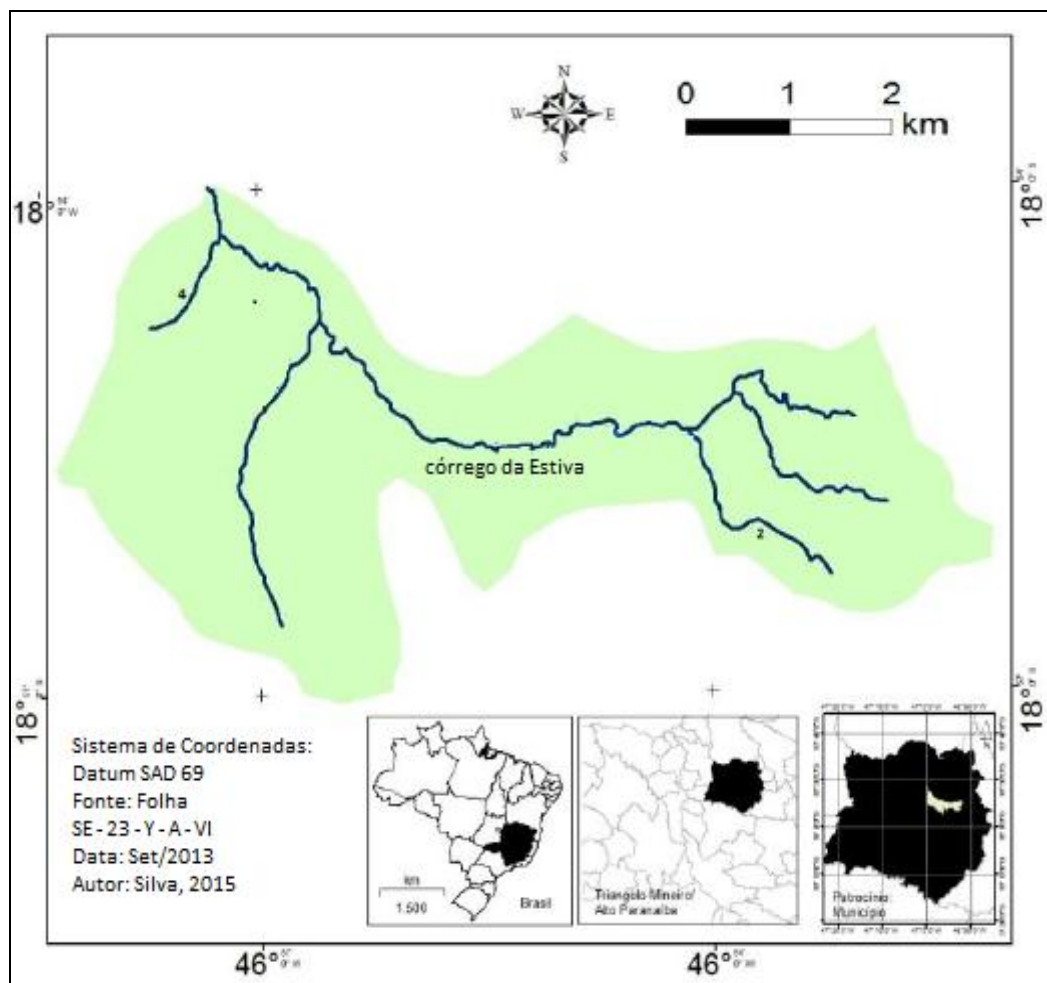 N
W E
S
0 1 2
km
18°
18°
4
córrego da Estiva
2
18°
18°
Sistema de Coordenadas:
Datum SAD 69
Fonte: Folha
SE - 23 - Y - A - VI
Data: Set/2013
Autor: Silva, 2015
km
1:500
Brasil
Triangulo Mineiro/
Alto Paranaíba
Patrocínio
Município
46°
46°